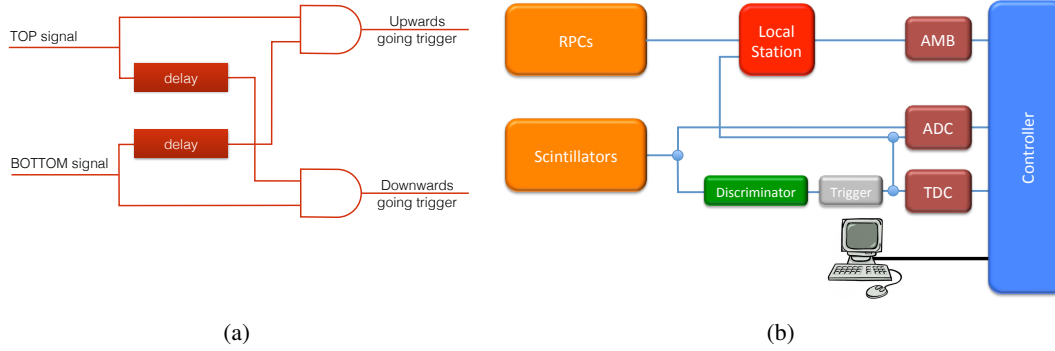 TOP signal
delay
delay
BOTTOM signal
Upwards
going trigger
Downwards
going trigger
(a)
RPCs
Local
Station
AMB
Scintillators
ADC
Discriminator
Trigger
TDC
Controller
(b)